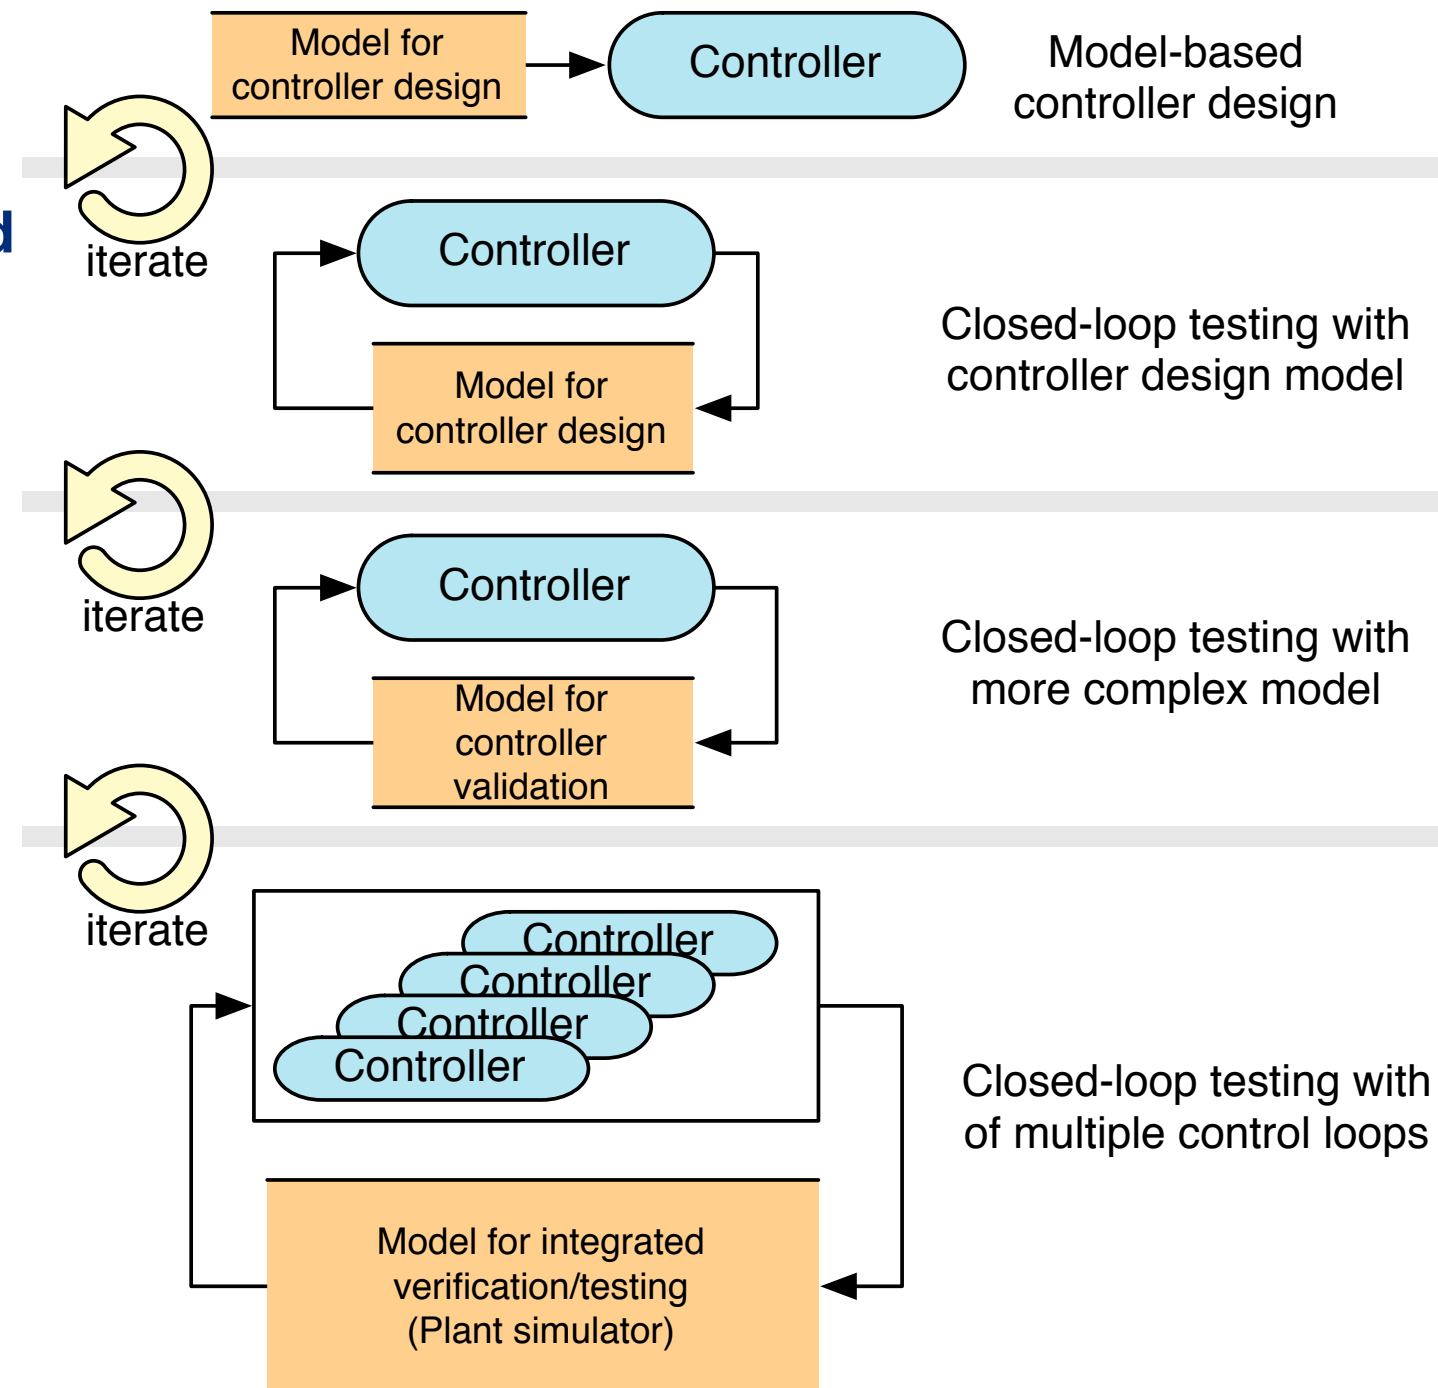 Model for
controller design
Controller
Model-based
controller design
iterate
Controller
Model for
controller design
Closed-loop testing with
controller design model
iterate
Controller
Model for
controller
validation
Closed-loop testing with
more complex model
iterate
Controller
Controller
Controller
Controller
Closed-loop testing with
of multiple control loops
Model for integrated
verification/testing
(Plant simulator)